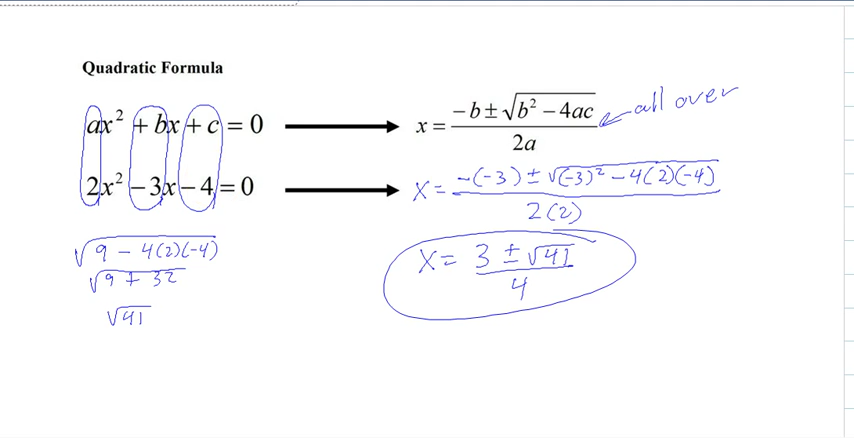 Quadratic Formula
ax² + bx + c = 0 → x = (-b ± √(b² - 4ac)) / 2a ← all over
2x² - 3x - 4 = 0 → x = (-(-3) ± √((-3)² - 4(2)(-4))) / 2(2)
√(9 - 4(2)(-4))
√(9 + 32)
√41
x = (3 ± √41) / 4